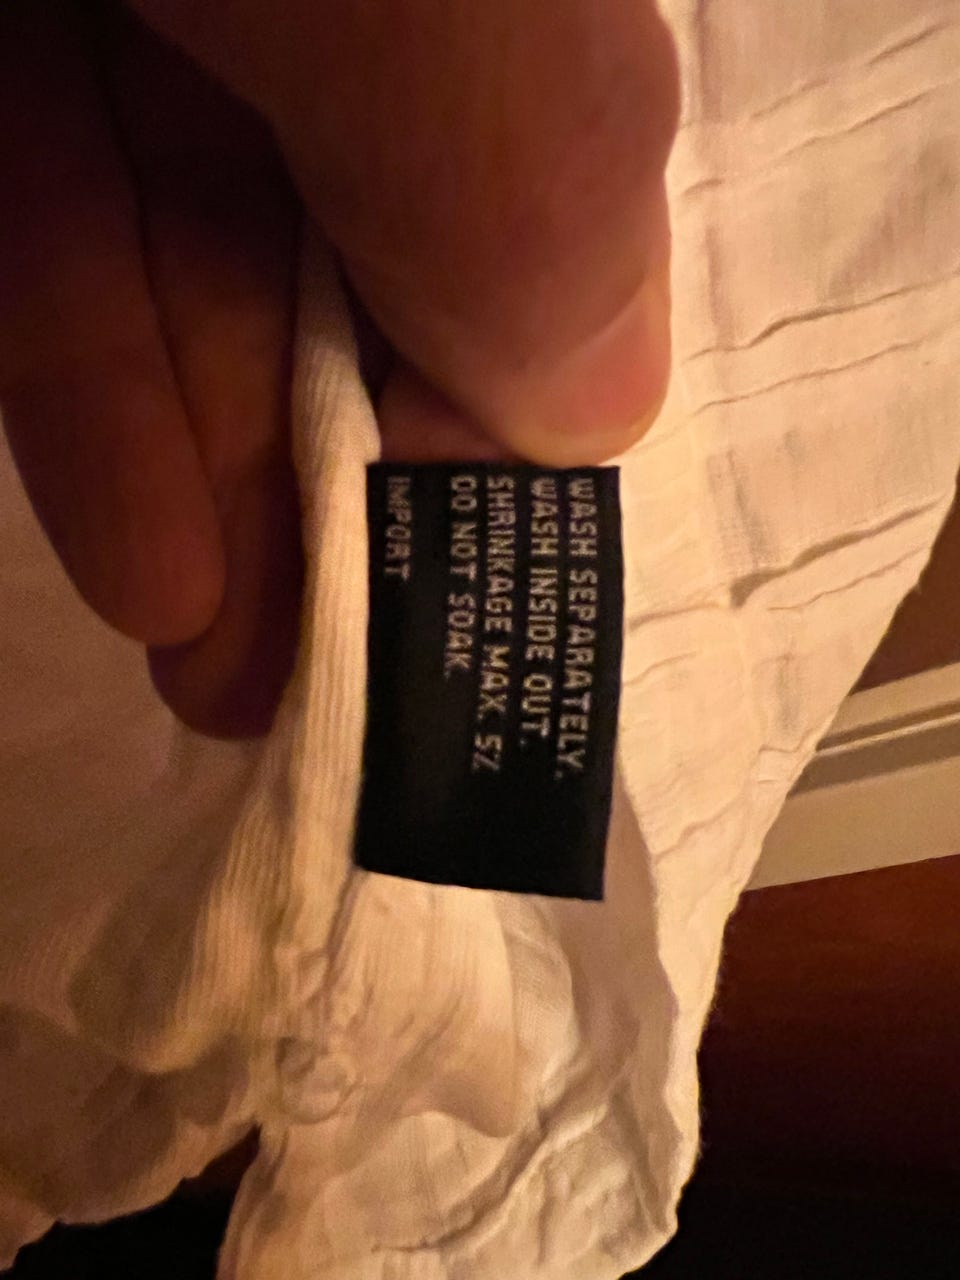 WASH SEPARATELY.
WASH INSIDE OUT.
SHRINKAGE MAX. 5%
DO NOT SOAK.
IMPORT